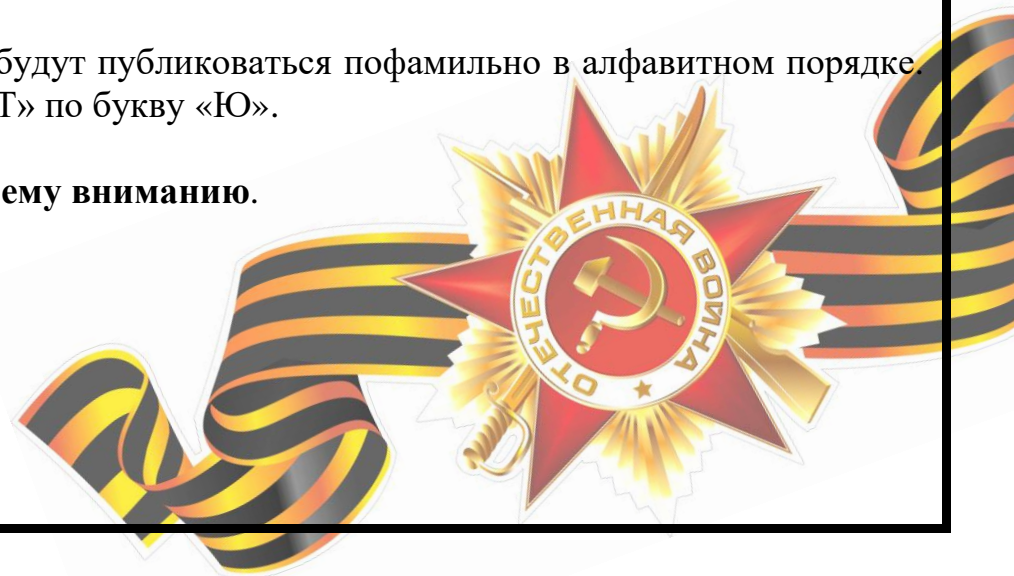 будут публиковаться пофамильно в алфавитном порядке.
Т» по букву «Ю».
ему вниманию.
ОТЕЧЕСТВЕННАЯ ВОЙНА